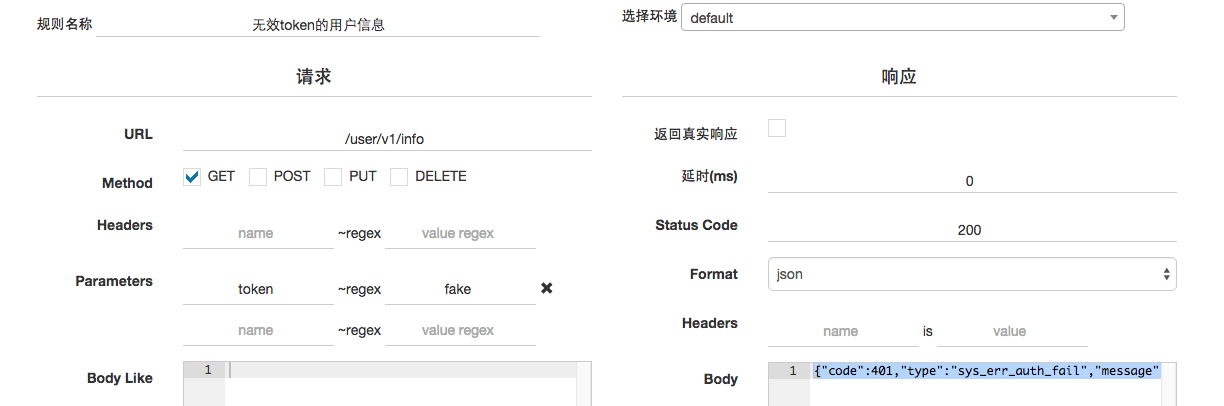 规则名称 无效token的用户信息
选择环境 default
请求
URL /user/v1/info
Method GET POST PUT DELETE
Headers name ~regex value regex
Parameters token ~regex fake ✖
name ~regex value regex
Body Like 1
响应
返回真实响应
延时(ms) 0
Status Code 200
Format json
Headers name is value
Body 1 {"code":401,"type":"sys_err_auth_fail","message"